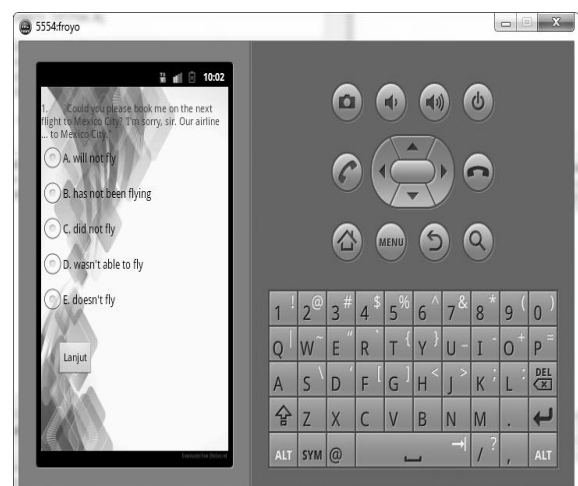 5554:froyo
10:02
1. Could you please book me on the next
flight to Mexico City? "I'm sorry, sir. Our airline
... to Mexico City."
A. will not fly
B. has not been flying
C. did not fly
D. wasn't able to fly
E. doesn't fly
Lanjut
MENU
1 ! 2 @ 3 # 4 $ 5 % 6 ^ 7 & 8 * 9 ( 0 )
Q | W ~ E " R ` T { Y } U _ I - O + P =
A S \ D ' F [ G ] H < J > K ; L : DEL
Z X C V B N M .
ALT SYM @ / ? , ALT